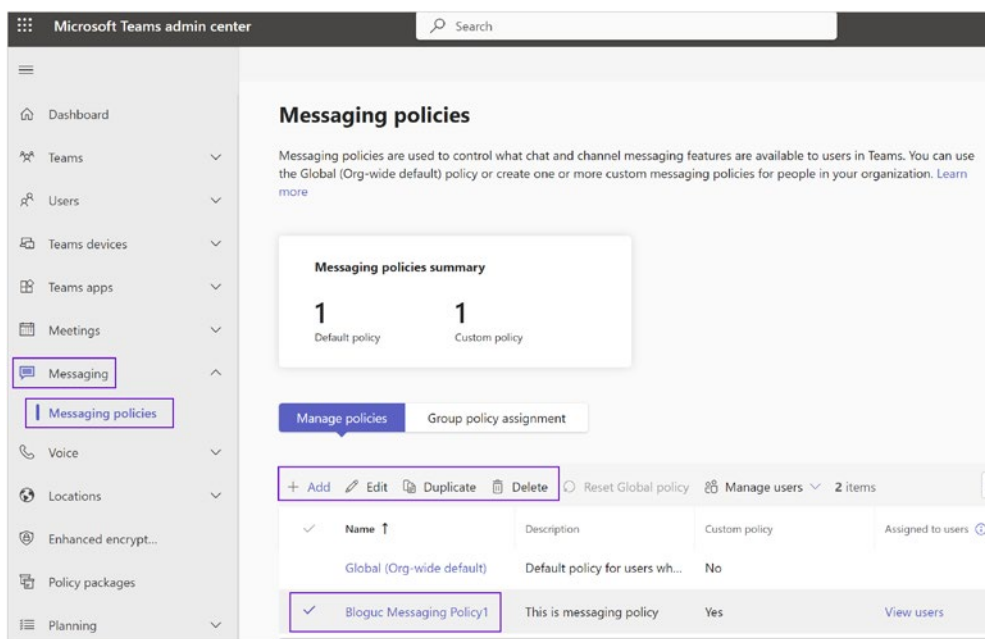 Microsoft Teams admin center
Search
Dashboard
Teams
Users
Teams devices
Teams apps
Meetings
Messaging
Messaging policies
Voice
Locations
Enhanced encrypt...
Policy packages
Planning
Messaging policies
Messaging policies are used to control what chat and channel messaging features are available to users in Teams. You can use
the Global (Org-wide default) policy or create one or more custom messaging policies for people in your organization. Learn
more
Messaging policies summary
1 1
Default policy Custom policy
Manage policies Group policy assignment
+ Add Edit Duplicate Delete Reset Global policy Manage users 2 items
Name ↑ Description Custom policy Assigned to users
Global (Org-wide default) Default policy for users wh... No
Bloguc Messaging Policy1 This is messaging policy Yes View users